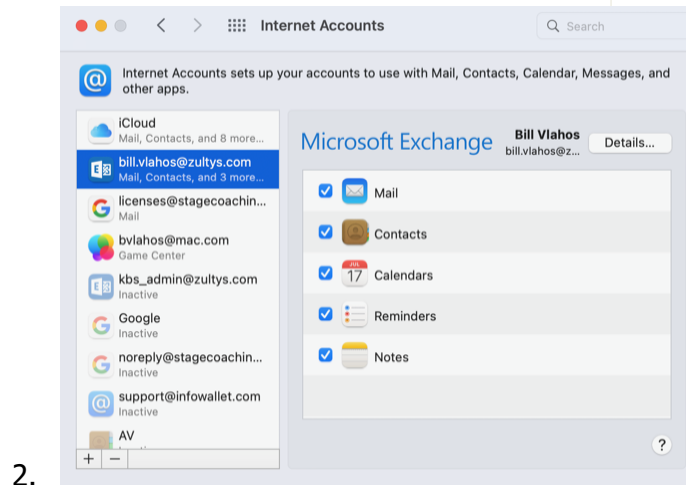 Internet Accounts
Search
Internet Accounts sets up your accounts to use with Mail, Contacts, Calendar, Messages, and
other apps.
iCloud
Mail, Contacts, and 8 more...
bill.vlahos@zultys.com
Mail, Contacts, and 3 more...
licenses@stagecoachin...
Mail
bvlahos@mac.com
Game Center
kbs_admin@zultys.com
Inactive
Google
Inactive
noreply@stagecoachin...
Inactive
support@infowallet.com
Inactive
AV
+ −
Microsoft Exchange
Bill Vlahos
bill.vlahos@z...
Details...
Mail
Contacts
JUL
17
Calendars
Reminders
Notes
?
2.